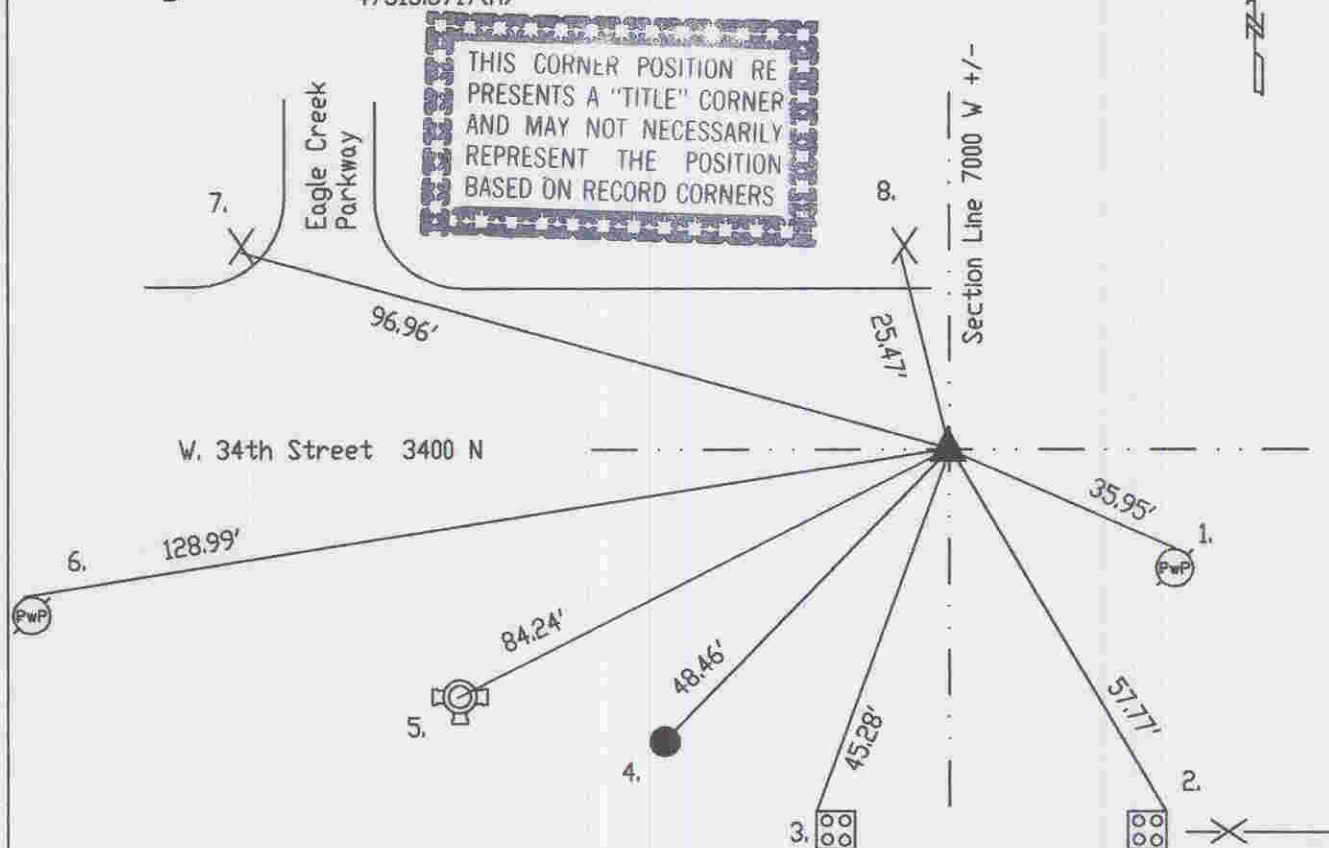 THIS CORNER POSITION RE
PRESENTS A "TITLE" CORNER
AND MAY NOT NECESSARILY
REPRESENT THE POSITION
BASED ON RECORD CORNERS
Section Line 7000 W +/-
Eagle Creek
Parkway
7.
8.
96.96'
25.47'
W. 34th Street 3400 N
35.95'
1.
PwP
128.99'
6.
PwP
84.24'
48.46'
45.28'
57.77'
5.
4.
3.
2.